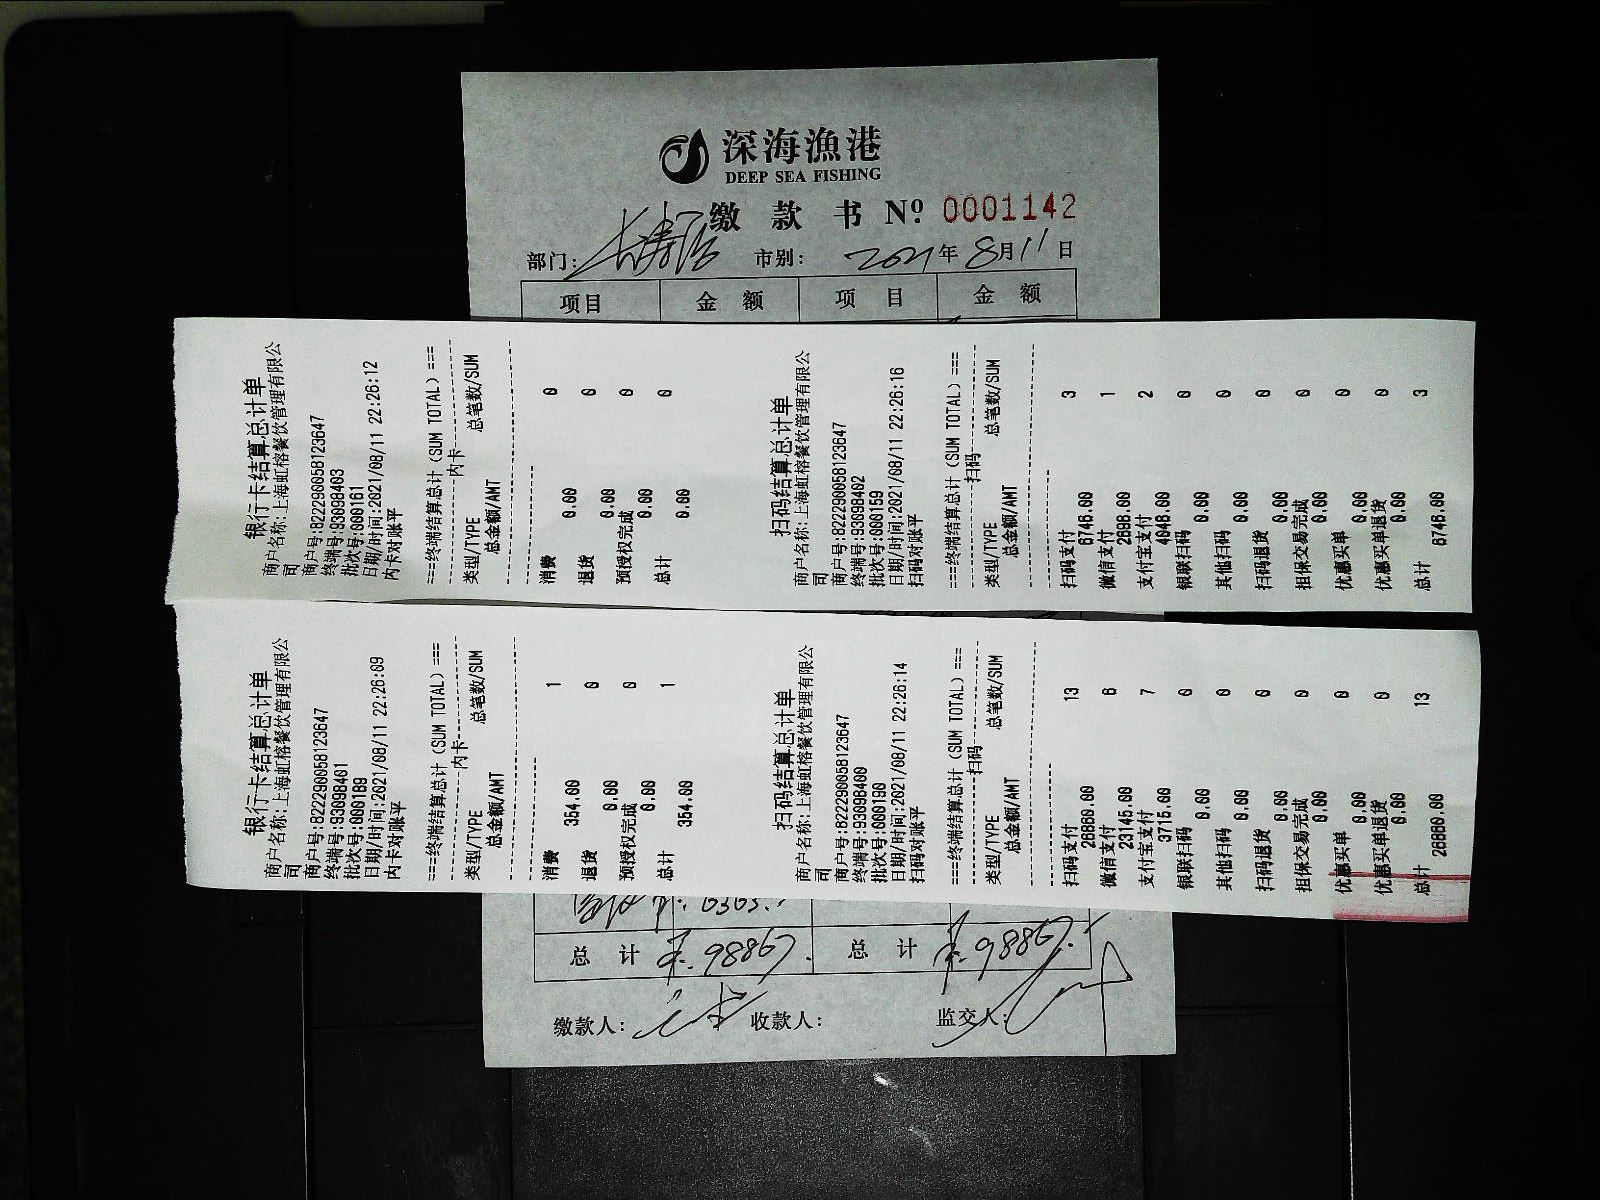 深海漁港
DEEP SEA FISHING
缴款书 Nº 0001142
部门: 市别: 2021年8月11日
项目 金额 项目 金额
银行卡结算总计单
商户名称:上海虹榕餐饮管理有限公
司
商户号:822290058123647
终端号:93098403
批次号:000161
日期/时间:2021/08/11 22:26:12
内卡对账平
===终端结算总计(SUM TOTAL)===
内卡
类型/TYPE 总笔数/SUM
总金额/AMT
消费 0
0.00
退货 0
0.00
预授权完成 0
0.00
总计 0
0.00
扫码结算总计单
商户名称:上海虹榕餐饮管理有限公
司
商户号:822290058123647
终端号:93098402
批次号:000159
日期/时间:2021/08/11 22:26:16
扫码对账平
===终端结算总计(SUM TOTAL)===
扫码
类型/TYPE 总笔数/SUM
总金额/AMT
扫码支付 3
6746.00
微信支付 1
2698.00
支付宝支付 2
4048.00
银联扫码 0
0.00
其他扫码 0
0.00
扫码退货 0
0.00
担保交易完成 0
0.00
优惠买单 0
0.00
优惠买单退货 0
0.00
总计 3
6746.00
银行卡结算总计单
商户名称:上海虹榕餐饮管理有限公
司
商户号:822290058123647
终端号:93098401
批次号:000189
日期/时间:2021/08/11 22:26:09
内卡对账平
===终端结算总计(SUM TOTAL)===
内卡
类型/TYPE 总笔数/SUM
总金额/AMT
消费 1
354.00
退货 0
0.00
预授权完成 0
0.00
总计 1
354.00
扫码结算总计单
商户名称:上海虹榕餐饮管理有限公
司
商户号:822290058123647
终端号:93098400
批次号:000190
日期/时间:2021/08/11 22:26:14
扫码对账平
===终端结算总计(SUM TOTAL)===
扫码
类型/TYPE 总笔数/SUM
总金额/AMT
扫码支付 13
26860.00
微信支付 6
23145.00
支付宝支付 7
3715.00
银联扫码 0
0.00
其他扫码 0
0.00
扫码退货 0
0.00
担保交易完成 0
0.00
优惠买单 0
0.00
优惠买单退货 0
0.00
总计 13
26860.00
总计 总计
缴款人: 收款人: 监交人: